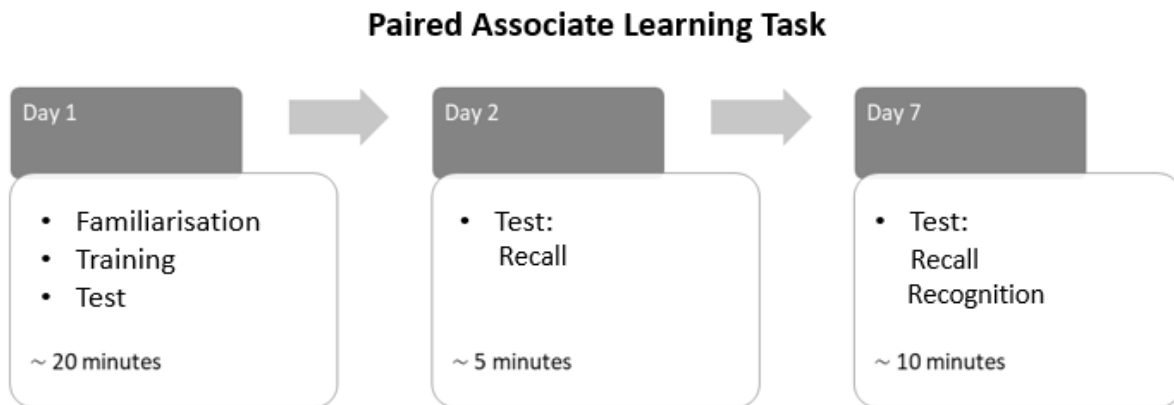 Paired Associate Learning Task
Day 1
• Familiarisation
• Training
• Test
~ 20 minutes
Day 2
• Test:
Recall
~ 5 minutes
Day 7
• Test:
Recall
Recognition
~ 10 minutes